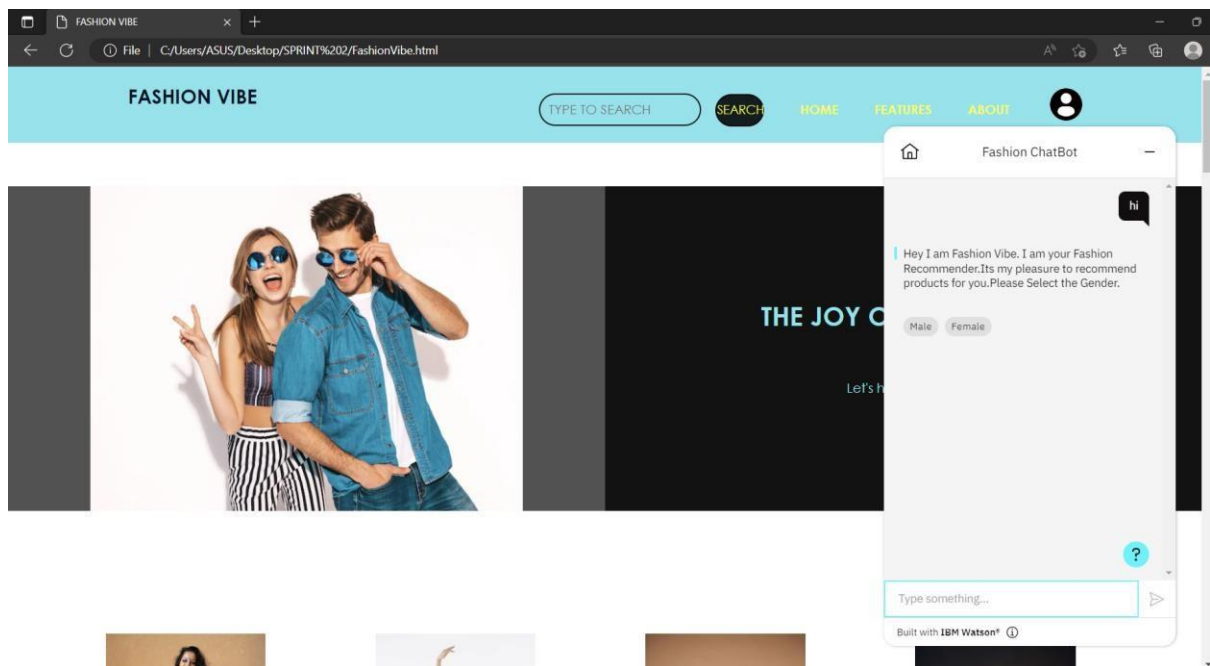 FASHION VIBE
File | C:/Users/ASUS/Desktop/SPRINT%202/FashionVibe.html
FASHION VIBE
TYPE TO SEARCH
SEARCH
HOME
FEATURES
ABOUT
Fashion ChatBot
hi
Hey I am Fashion Vibe. I am your Fashion
Recommender.Its my pleasure to recommend
products for you.Please Select the Gender.
Male Female
THE JOY
Let's
?
Type something...
Built with IBM Watson®